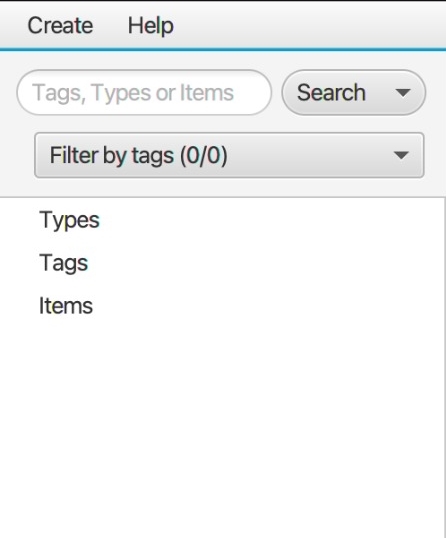 Create Help
Tags, Types or Items Search
Filter by tags (0/0)
Types
Tags
Items